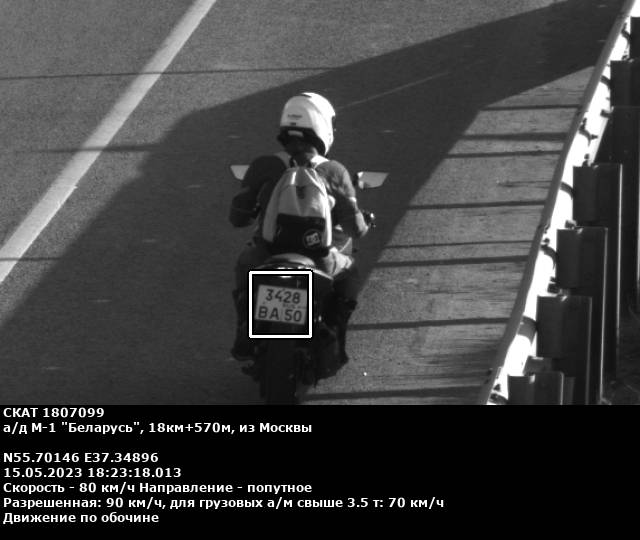 3428
ВА 50
СКАТ 1807099
а/д М-1 "Беларусь", 18км+570м, из Москвы
N55.70146 E37.34896
15.05.2023 18:23:18.013
Скорость - 80 км/ч Направление - попутное
Разрешенная: 90 км/ч, для грузовых а/м свыше 3.5 т: 70 км/ч
Движение по обочине